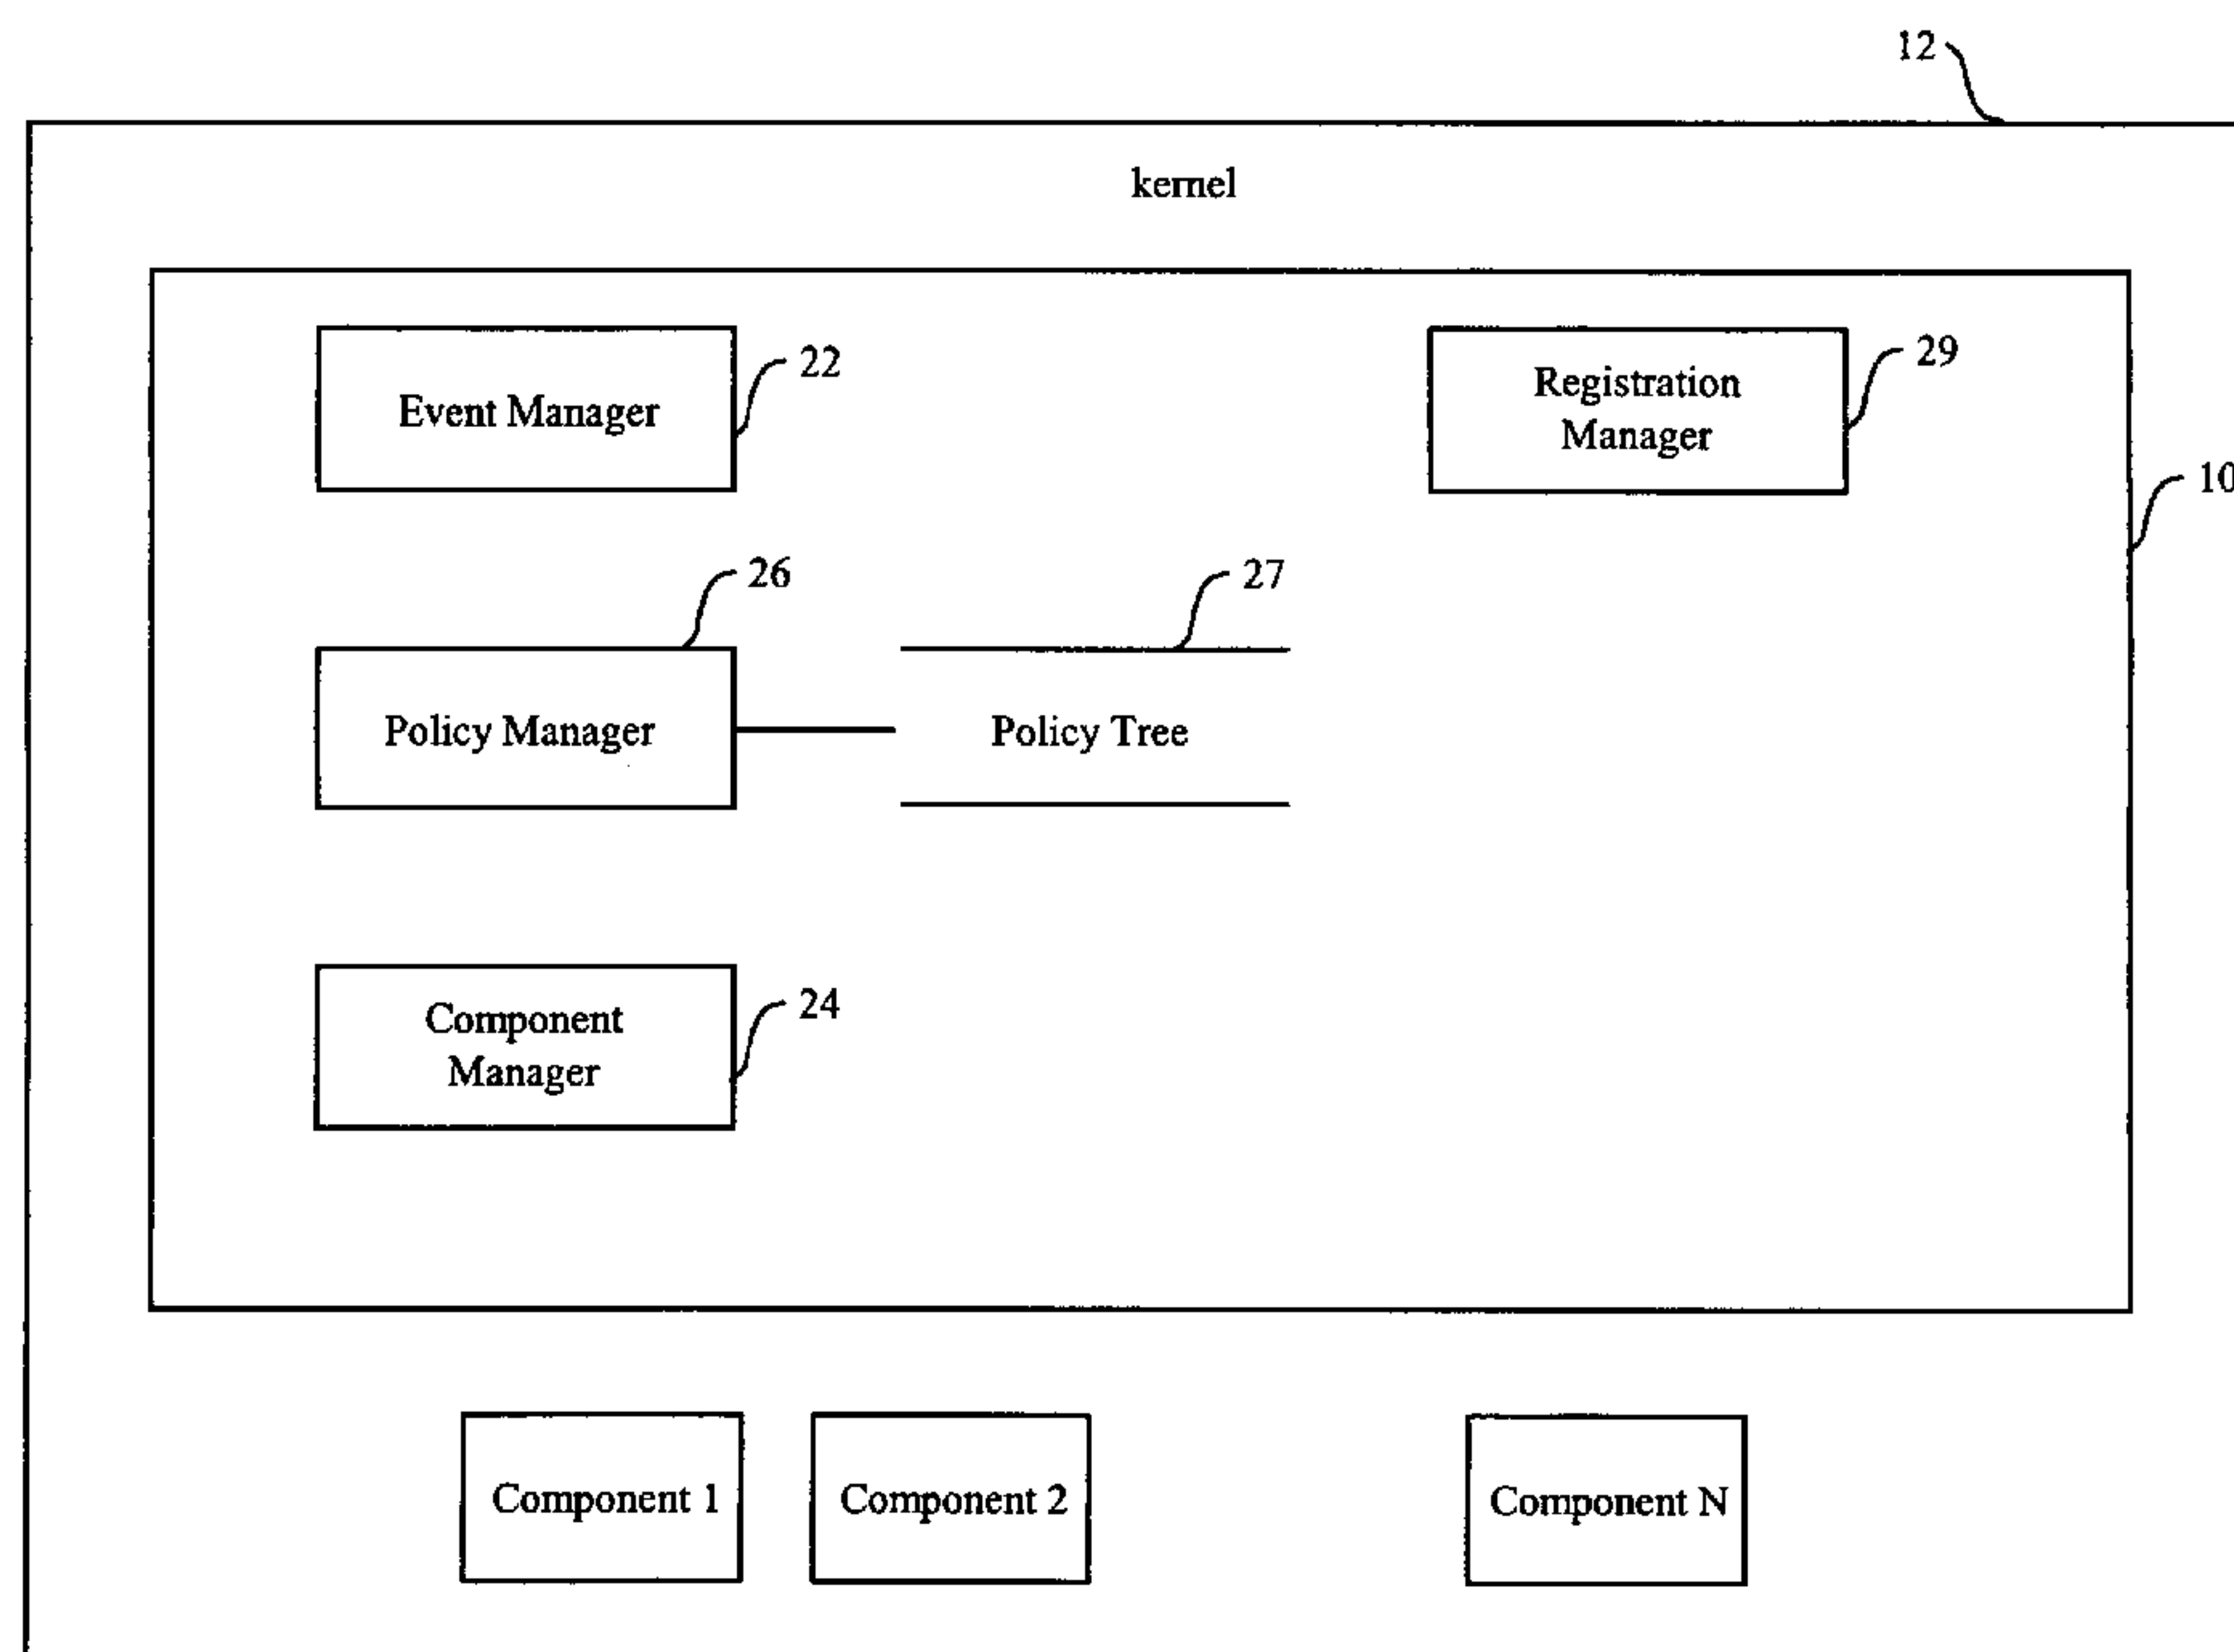 12
kernel
Event Manager
22
Registration
Manager
29
10
26
27
Policy Manager
Policy Tree
Component
Manager
24
Component 1
Component 2
Component N